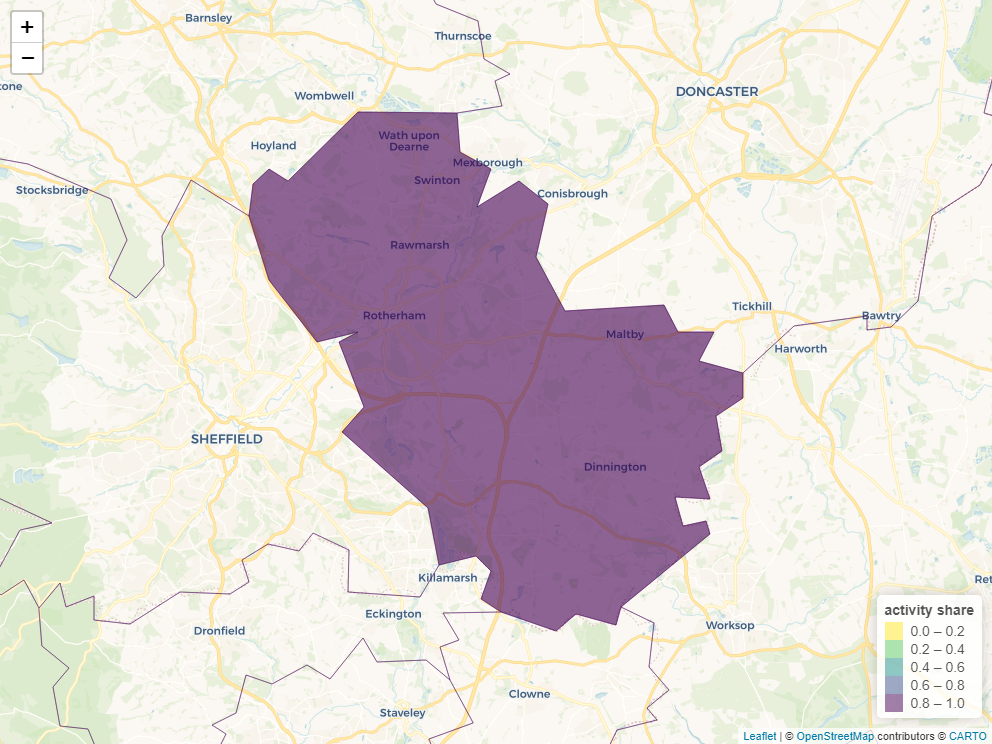 +
−
Barnsley
Thurnscoe
one
DONCASTER
Wombwell
Wath upon
Dearne
Hoyland
Mexborough
Swinton
Stocksbridge
Conisbrough
Rawmarsh
Tickhill
Rotherham
Bawtry
Maltby
Harworth
SHEFFIELD
Dinnington
Killamarsh
Ret
Eckington
Dronfield
Worksop
Clowne
Staveley
activity share
0.0 – 0.2
0.2 – 0.4
0.4 – 0.6
0.6 – 0.8
0.8 – 1.0
Leaflet | © OpenStreetMap contributors © CARTO